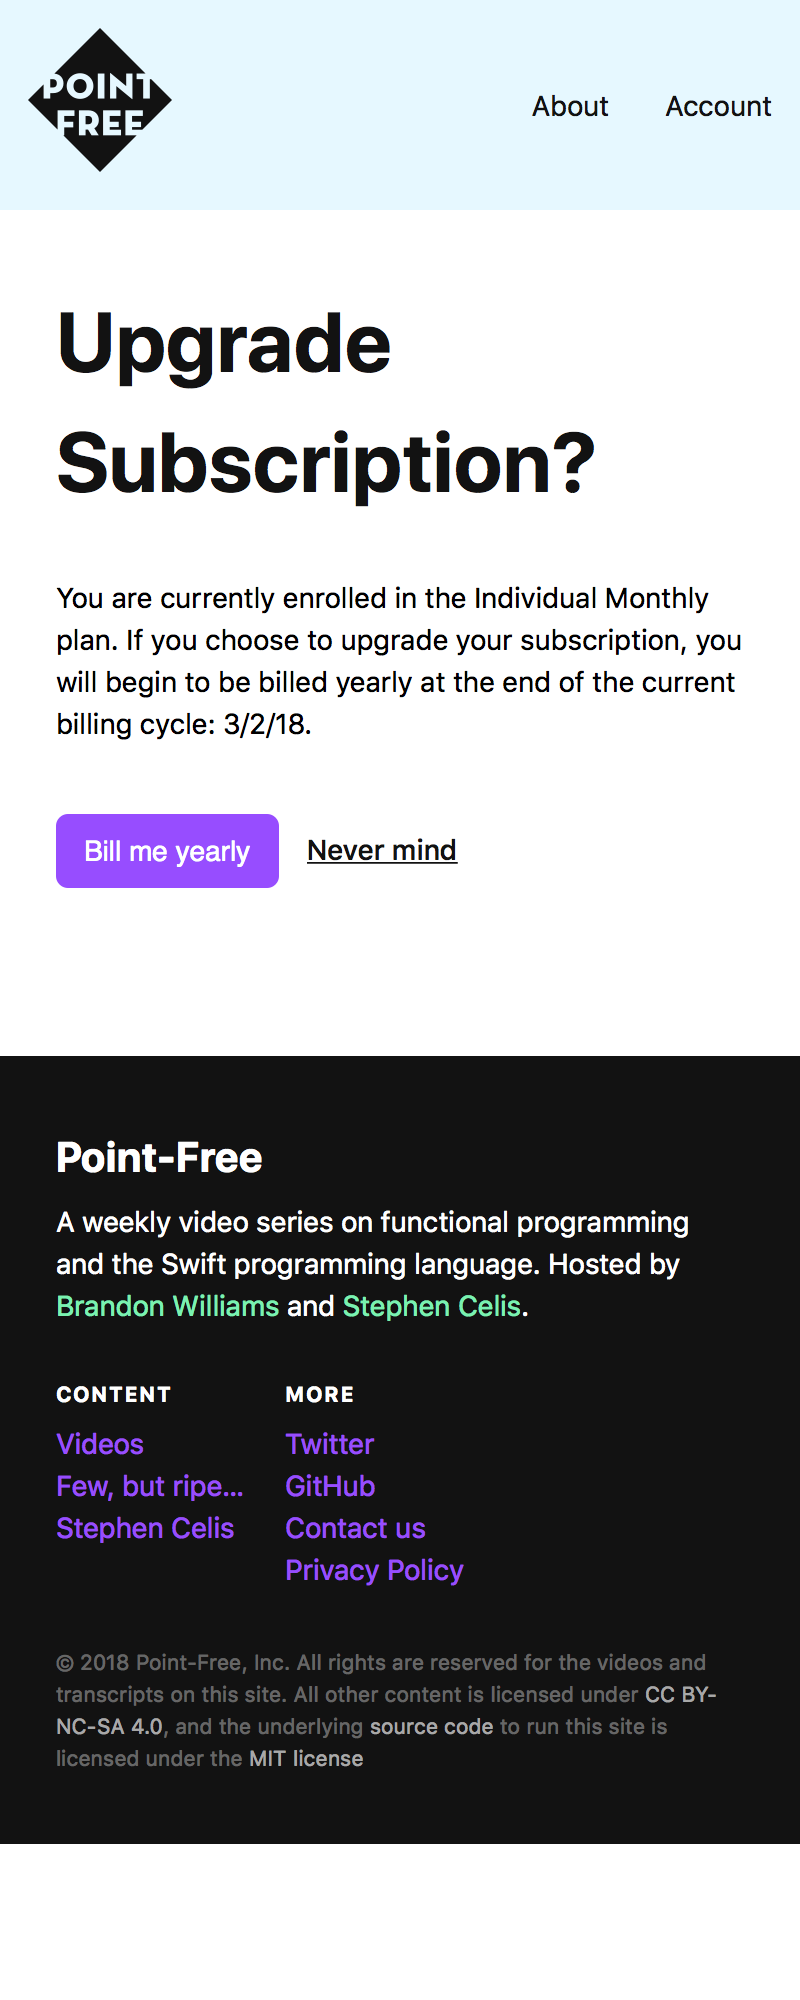 POINT
FREE
About Account
Upgrade
Subscription?
You are currently enrolled in the Individual Monthly
plan. If you choose to upgrade your subscription, you
will begin to be billed yearly at the end of the current
billing cycle: 3/2/18.
Bill me yearly Never mind
Point-Free
A weekly video series on functional programming
and the Swift programming language. Hosted by
Brandon Williams and Stephen Celis.
CONTENT
Videos
Few, but ripe...
Stephen Celis
MORE
Twitter
GitHub
Contact us
Privacy Policy
© 2018 Point-Free, Inc. All rights are reserved for the videos and
transcripts on this site. All other content is licensed under CC BY-
NC-SA 4.0, and the underlying source code to run this site is
licensed under the MIT license